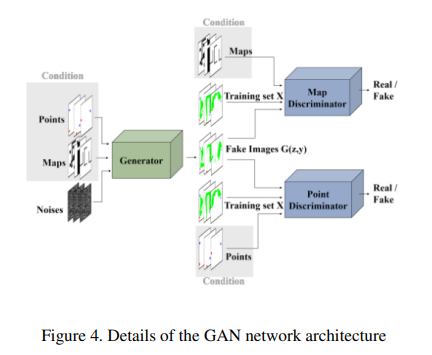 Condition
Maps
Training set X
Map
Discriminator
Real /
Fake
Condition
Points
Maps
Noises
Generator
Fake Images G(z,y)
Training set X
Point
Discriminator
Real /
Fake
Points
Condition
Figure 4. Details of the GAN network architecture